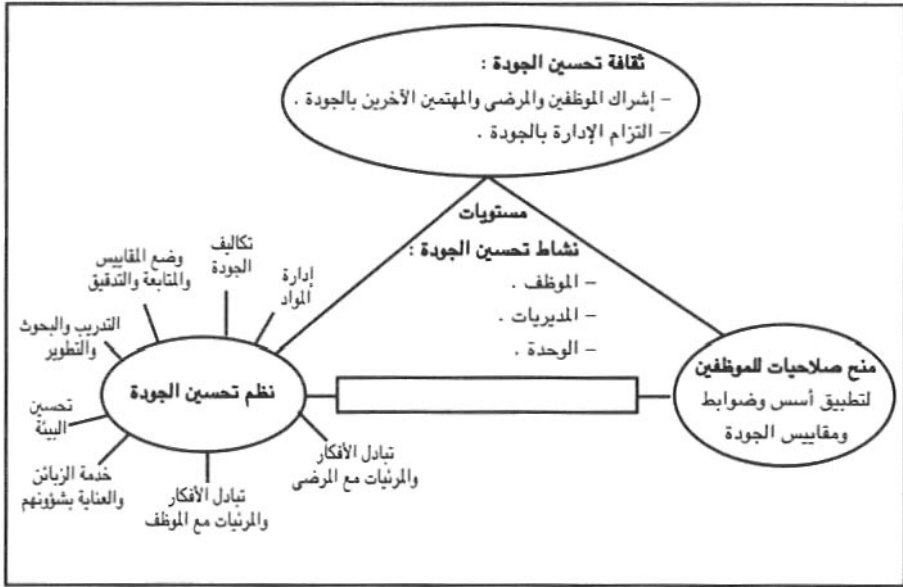 ثقافة تحسين الجودة :
– إشراك الموظفين والمرضى والمهتمين الآخرين بالجودة .
– التزام الإدارة بالجودة .
مستويات
نشاط تحسين الجودة :
– الموظف .
– المديريات .
– الوحدة .
منح صلاحيات للموظفين
لتطبيق أسس وضوابط
ومقاييس الجودة
نظم تحسين الجودة
إدارة
المواد
تكاليف
الجودة
وضع المقاييس
والمتابعة والتدقيق
التدريب والبحوث
والتطوير
تحسين
البيئة
خدمة الزبائن
والعناية بشؤونهم
تبادل الأفكار
والمرئيات مع الموظف
تبادل الأفكار
والمرئيات مع المرضى